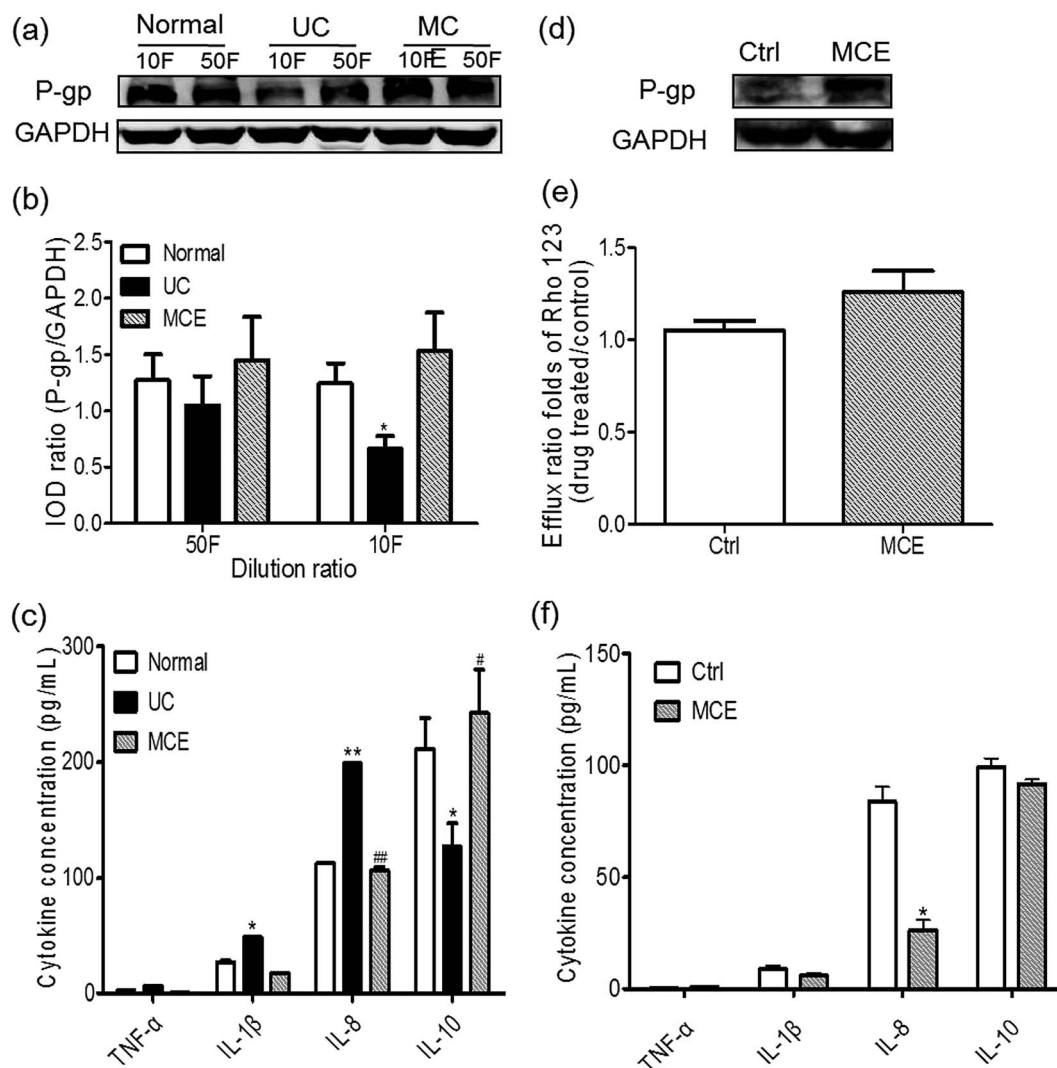 (a)
Normal UC MC
E
10F 50F 10F 50F 10F 50F
P-gp
GAPDH
(d)
Ctrl MCE
P-gp
GAPDH
(b)
IOD ratio (P-gp/GAPDH)
2.5
2.0
1.5
1.0
0.5
0.0
Normal
UC
MCE
*
50F 10F
Dilution ratio
(e)
Efflux ratio folds of Rho 123
(drug treated/control)
1.5
1.0
0.5
0.0
Ctrl MCE
(c)
Cytokine concentration (pg/mL)
300
200
100
0
Normal
UC
MCE
*
**
##
*
#
TNF-α IL-1β IL-8 IL-10
(f)
Cytokine concentration (pg/mL)
150
100
50
0
Ctrl
MCE
*
TNF-α IL-1β IL-8 IL-10